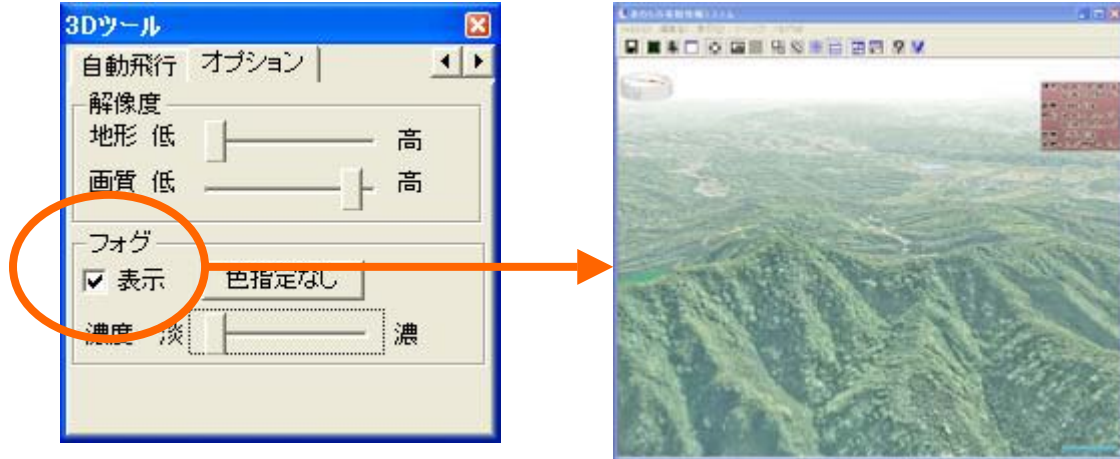 3Dツール
自動飛行 オプション
解像度
地形 低 高
画質 低 高
フォグ
表示 色指定なし
濃度 淡 濃